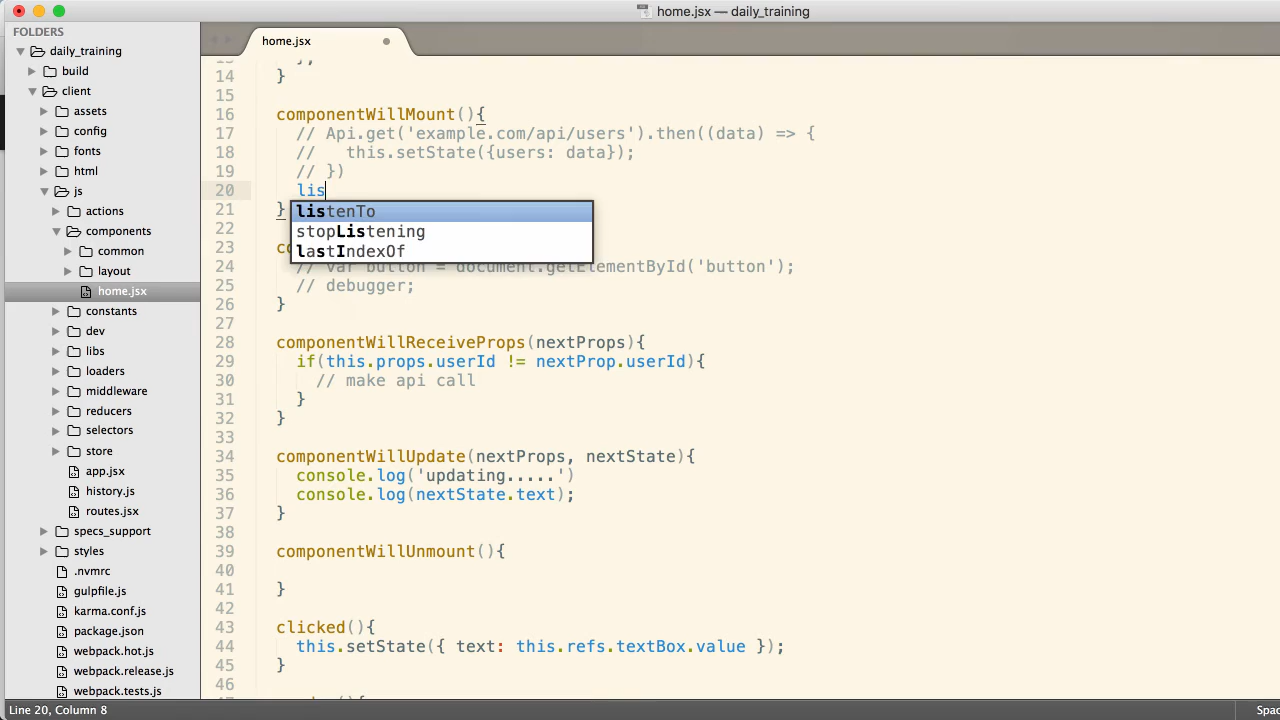 home.jsx — daily_training
FOLDERS
daily_training
build
client
assets
config
fonts
html
js
actions
components
common
layout
home.jsx
constants
dev
libs
loaders
middleware
reducers
selectors
store
app.jsx
history.js
routes.jsx
specs_support
styles
.nvmrc
gulpfile.js
karma.conf.js
package.json
webpack.hot.js
webpack.release.js
webpack.tests.js
home.jsx
14 }
15
16 componentWillMount(){
17 // Api.get('example.com/api/users').then((data) => {
18 // this.setState({users: data});
19 // })
20 lis
listenTo
stopListening
lastIndexOf
21 }
22
23
24 // var button = document.getElementById('button');
25 // debugger;
26 }
27
28 componentWillReceiveProps(nextProps){
29 if(this.props.userId != nextProp.userId){
30 // make api call
31 }
32 }
33
34 componentWillUpdate(nextProps, nextState){
35 console.log('updating.....')
36 console.log(nextState.text);
37 }
38
39 componentWillUnmount(){
40
41 }
42
43 clicked(){
44 this.setState({ text: this.refs.textBox.value });
45 }
46
Line 20, Column 8
Spac